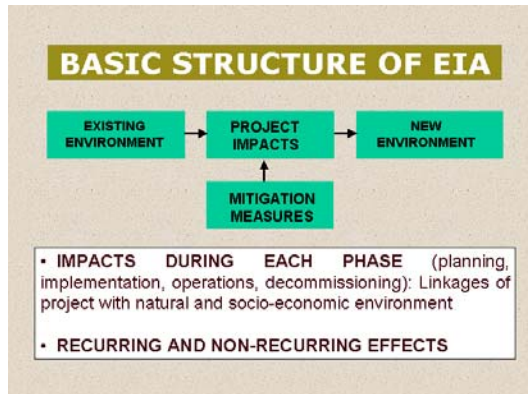 BASIC STRUCTURE OF EIA
EXISTING
ENVIRONMENT
PROJECT
IMPACTS
NEW
ENVIRONMENT
MITIGATION
MEASURES
• IMPACTS DURING EACH PHASE (planning,
implementation, operations, decommissioning): Linkages of
project with natural and socio-economic environment
• RECURRING AND NON-RECURRING EFFECTS